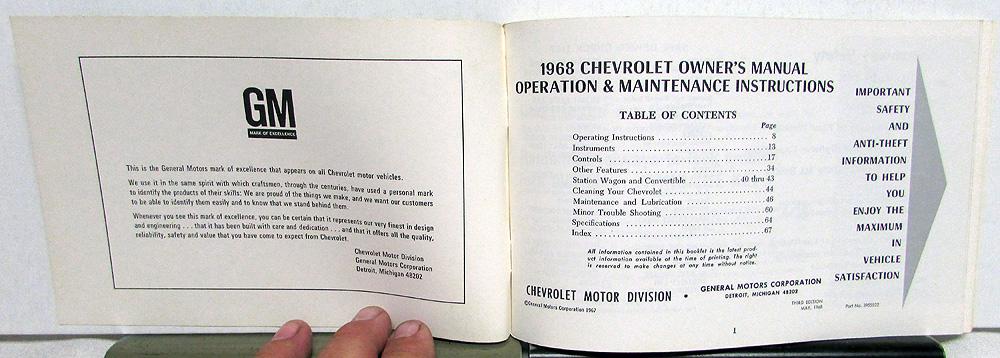 GM
MARK OF EXCELLENCE
This is the General Motors mark of excellence that appears on all Chevrolet motor vehicles.
We use it in the same spirit with which craftsmen, through the centuries, have used a personal mark
to identify the products of their skills: We are proud of the things we make, and we want our customers
to be able to identify them easily and to know that we stand behind them.
Whenever you see this mark of excellence, you can be certain that it represents our very finest in design
and engineering . . . that it has been built with care and dedication . . . and that it offers all the quality,
reliability, safety and value that you have come to expect from Chevrolet.
Chevrolet Motor Division
General Motors Corporation
Detroit, Michigan 48202
1968 CHEVROLET OWNER'S MANUAL
OPERATION & MAINTENANCE INSTRUCTIONS
TABLE OF CONTENTS
Page
Operating Instructions 8
Instruments 13
Controls 17
Other Features 34
Station Wagon and Convertible 40 thru 43
Cleaning Your Chevrolet 44
Maintenance and Lubrication 46
Minor Trouble Shooting 60
Specifications 64
Index 67
All information contained in this booklet is the latest prod-
uct information available at the time of printing. The right
is reserved to make changes at any time without notice.
CHEVROLET MOTOR DIVISION • GENERAL MOTORS CORPORATION
DETROIT, MICHIGAN 48202
©General Motors Corporation 1967
THIRD EDITION
MAY, 1968
Part No. 3955522
1
IMPORTANT
SAFETY
AND
ANTI-THEFT
INFORMATION
TO HELP
YOU
ENJOY THE
MAXIMUM
IN
VEHICLE
SATISFACTION